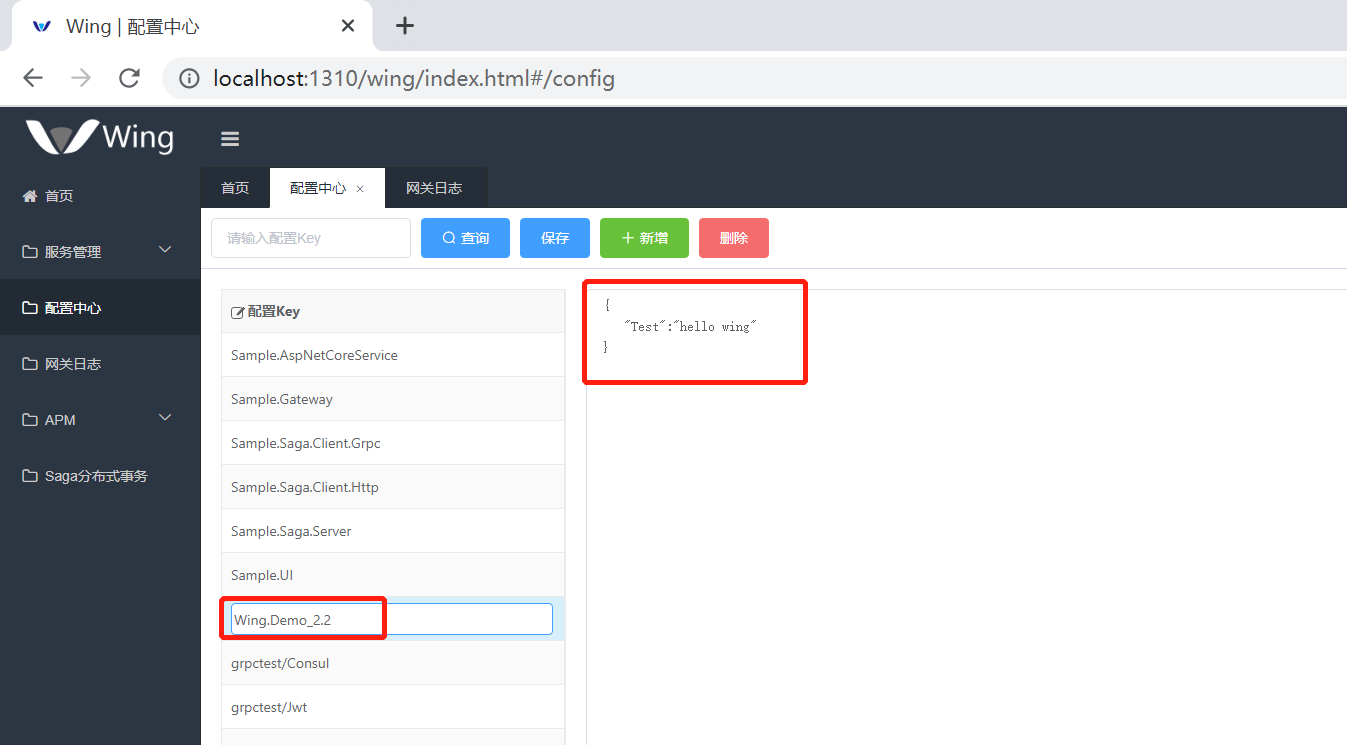 Wing | 配置中心
localhost:1310/wing/index.html#/config
Wing
首页
服务管理
配置中心
网关日志
APM
Saga分布式事务
首页
配置中心
网关日志
请输入配置Key
查询
保存
新增
删除
配置Key
Sample.AspNetCoreService
Sample.Gateway
Sample.Saga.Client.Grpc
Sample.Saga.Client.Http
Sample.Saga.Server
Sample.UI
Wing.Demo_2.2
grpctest/Consul
grpctest/Jwt
{
"Test":"hello wing"
}